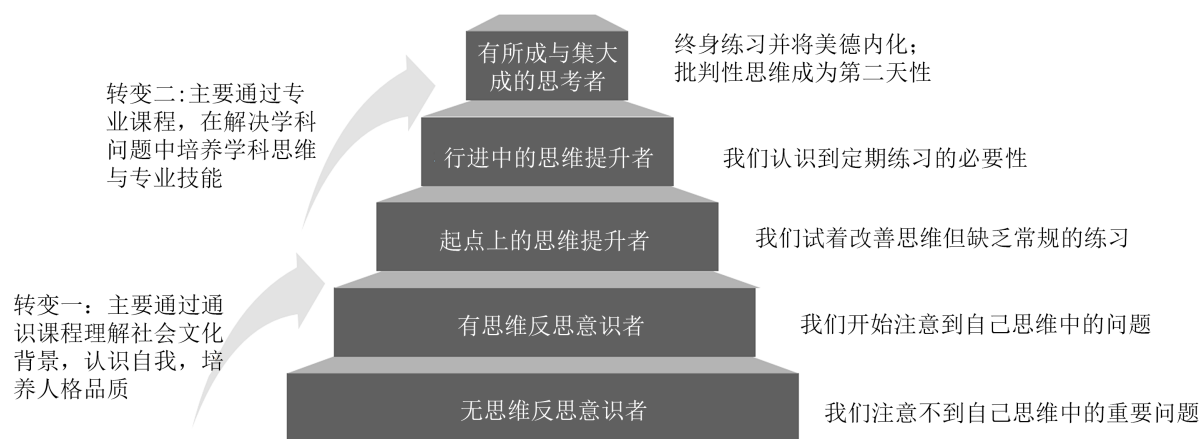 有所成与集大
成的思考者
终身练习并将美德内化；
批判性思维成为第二天性
转变二:主要通过专
业课程，在解决学科
问题中培养学科思维
与专业技能
行进中的思维提升者
我们认识到定期练习的必要性
起点上的思维提升者
我们试着改善思维但缺乏常规的练习
转变一：主要通过通
识课程理解社会文化
背景，认识自我，培
养人格品质
有思维反思意识者
我们开始注意到自己思维中的问题
无思维反思意识者
我们注意不到自己思维中的重要问题